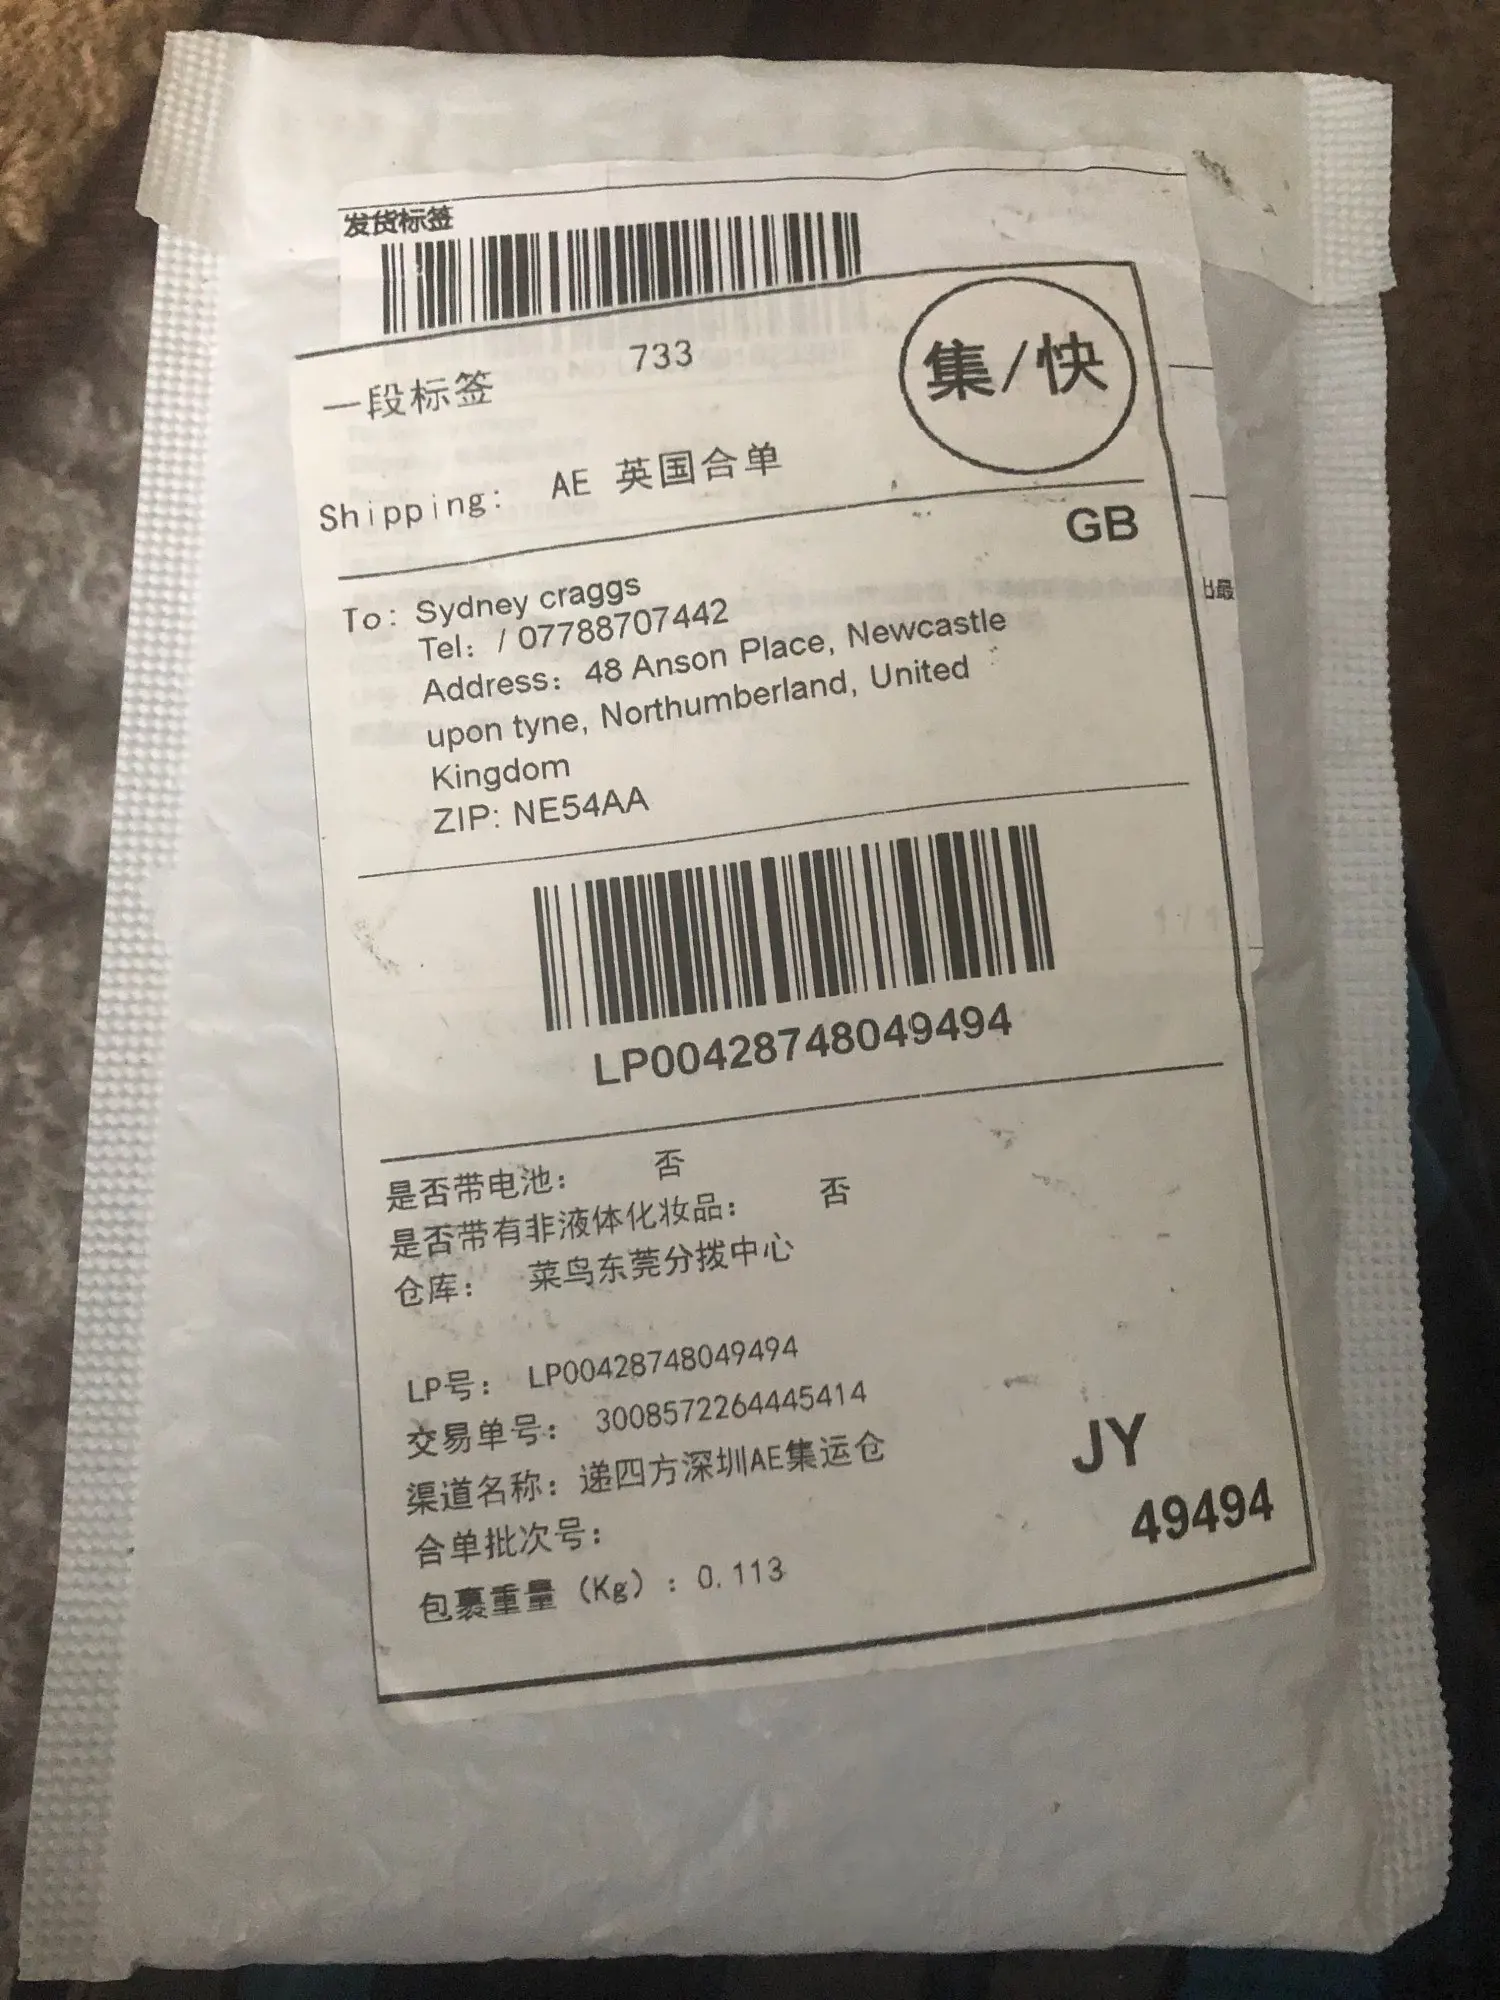 发货标签
733
集/快
一段标签
Shipping: AE 英国合单
GB
To: Sydney craggs
Tel: / 07788707442
Address: 48 Anson Place, Newcastle
upon tyne, Northumberland, United
Kingdom
ZIP: NE54AA
LP00428748049494
是否带电池: 否
是否带有非液体化妆品: 否
仓库: 菜鸟东莞分拨中心
LP号: LP00428748049494
交易单号: 3008572264445414
渠道名称: 递四方深圳AE集运仓
合单批次号:
包裹重量 (Kg) : 0.113
JY
49494